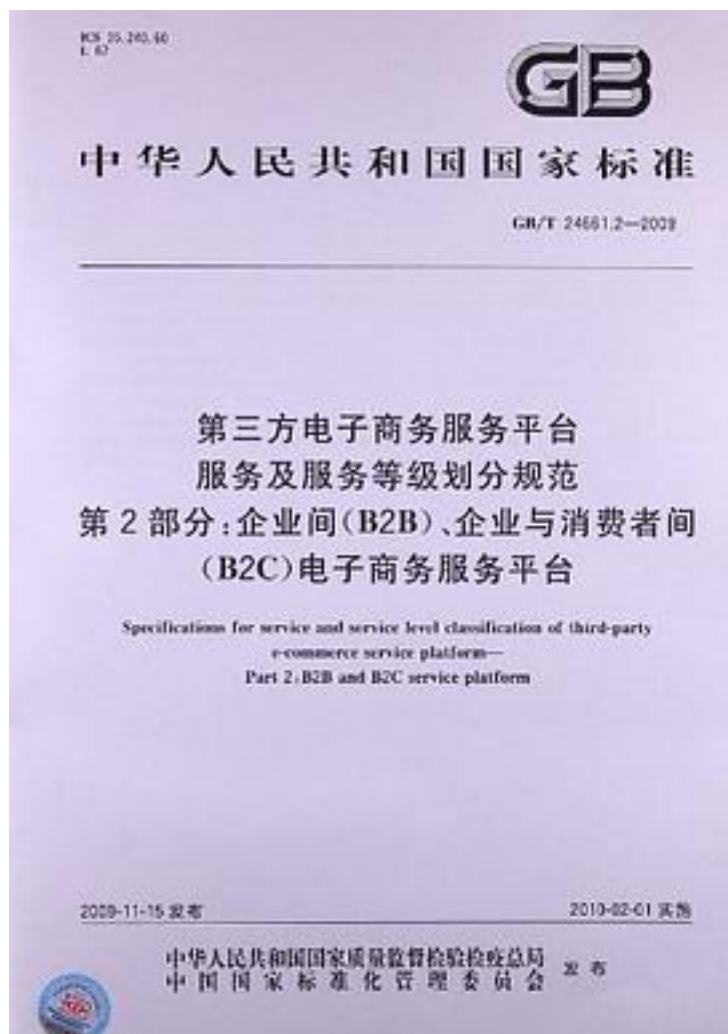 ICS 35.240.60
L 67
GB
中华人民共和国国家标准
GB/T 24661.2—2009
第三方电子商务服务平台
服务及服务等级划分规范
第2部分:企业间(B2B)、企业与消费者间
(B2C)电子商务服务平台
Specifications for service and service level classification of third-party
e-commerce service platform—
Part 2:B2B and B2C service platform
2009-11-15发布
2010-02-01实施
中华人民共和国国家质量监督检验检疫总局
中国国家标准化管理委员会
发布